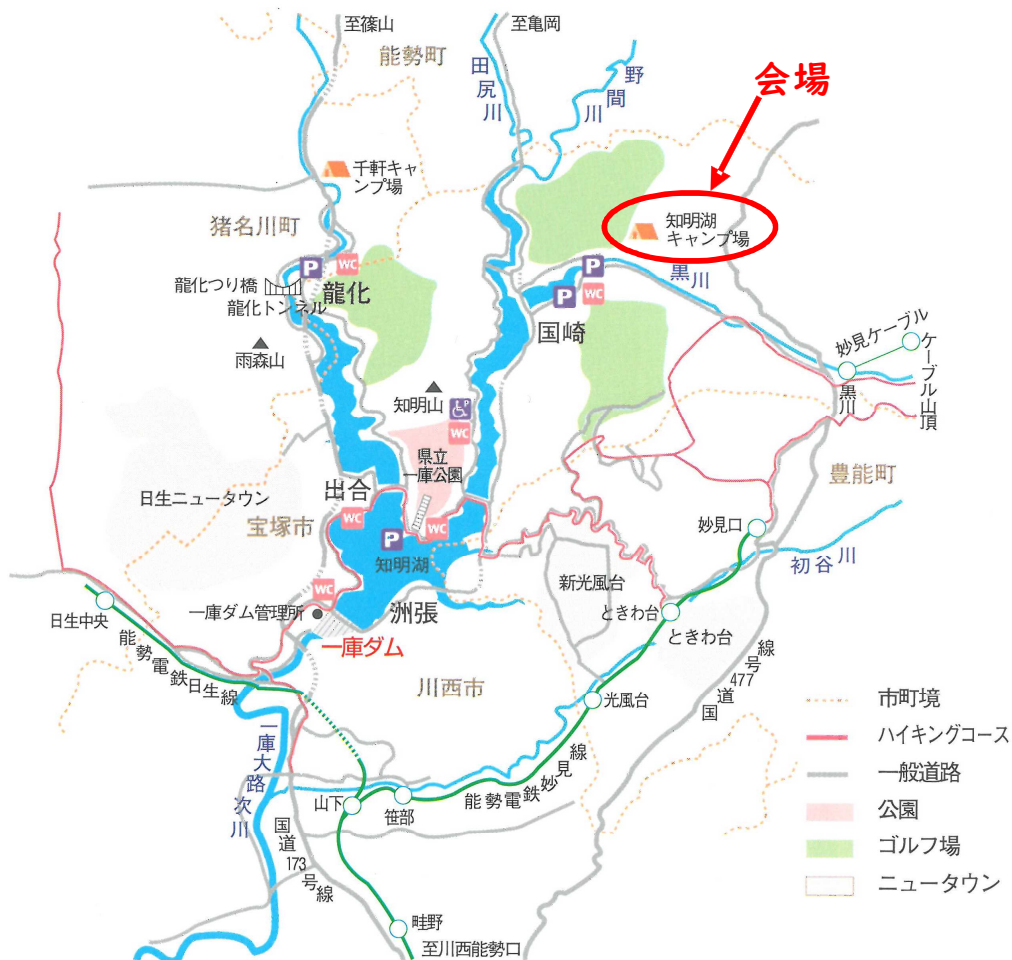 至篠山
至亀岡
能勢町
田尻川
野間川
会場
千軒キャ
ンプ場
猪名川町
知明湖
キャンプ場
黒川
龍化つり橋
龍化
龍化トンネル
国崎
雨森山
知明山
妙見ケーブル
ケーブル山頂
黒川
県立
一庫公園
豊能町
日生ニュータウン
出合
宝塚市
妙見口
初谷川
知明湖
新光風台
一庫ダム管理所
洲張
ときわ台
ときわ台
日生中央
一庫ダム
能勢電鉄日生線
川西市
光風台
国道477号線
一庫大路次川
能勢電鉄妙見線
山下
笹部
国道173号線
畦野
至川西能勢口
P
WC
P
P
WC
P
WC
WC
WC
P
WC
WC
市町境
ハイキングコース
一般道路
公園
ゴルフ場
ニュータウン